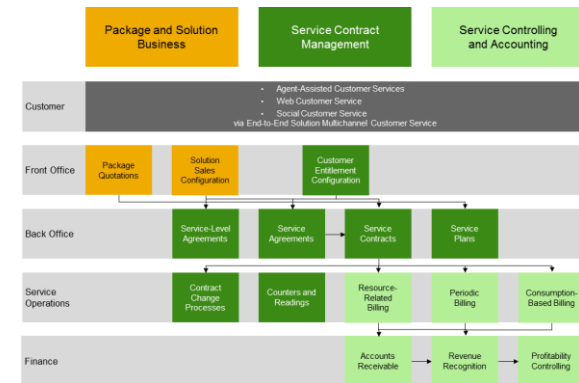 Package and Solution
Business
Service Contract
Management
Service Controlling
and Accounting
Customer
- Agent-Assisted Customer Services
- Web Customer Service
- Social Customer Service
via End-to-End Solution Multichannel Customer Service
Front Office
Package
Quotations
Solution
Sales
Configuration
Customer
Entitlement
Configuration
Back Office
Service-Level
Agreements
Service
Agreements
Service
Contracts
Service
Plans
Service
Operations
Contract
Change
Processes
Counters and
Readings
Resource-
Related
Billing
Periodic
Billing
Consumption-
Based Billing
Finance
Accounts
Receivable
Revenue
Recognition
Profitability
Controlling